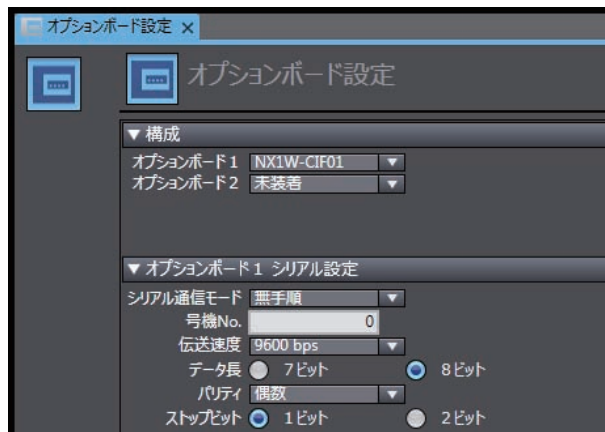 オプションボード設定 ×
オプションボード設定
▼構成
オプションボード1 NX1W-CIF01 ▼
オプションボード2 未装着 ▼
▼オプションボード1 シリアル設定
シリアル通信モード 無手順 ▼
号機No. 0
伝送速度 9600 bps ▼
データ長 7ビット 8ビット
パリティ 偶数 ▼
ストップビット 1ビット 2ビット